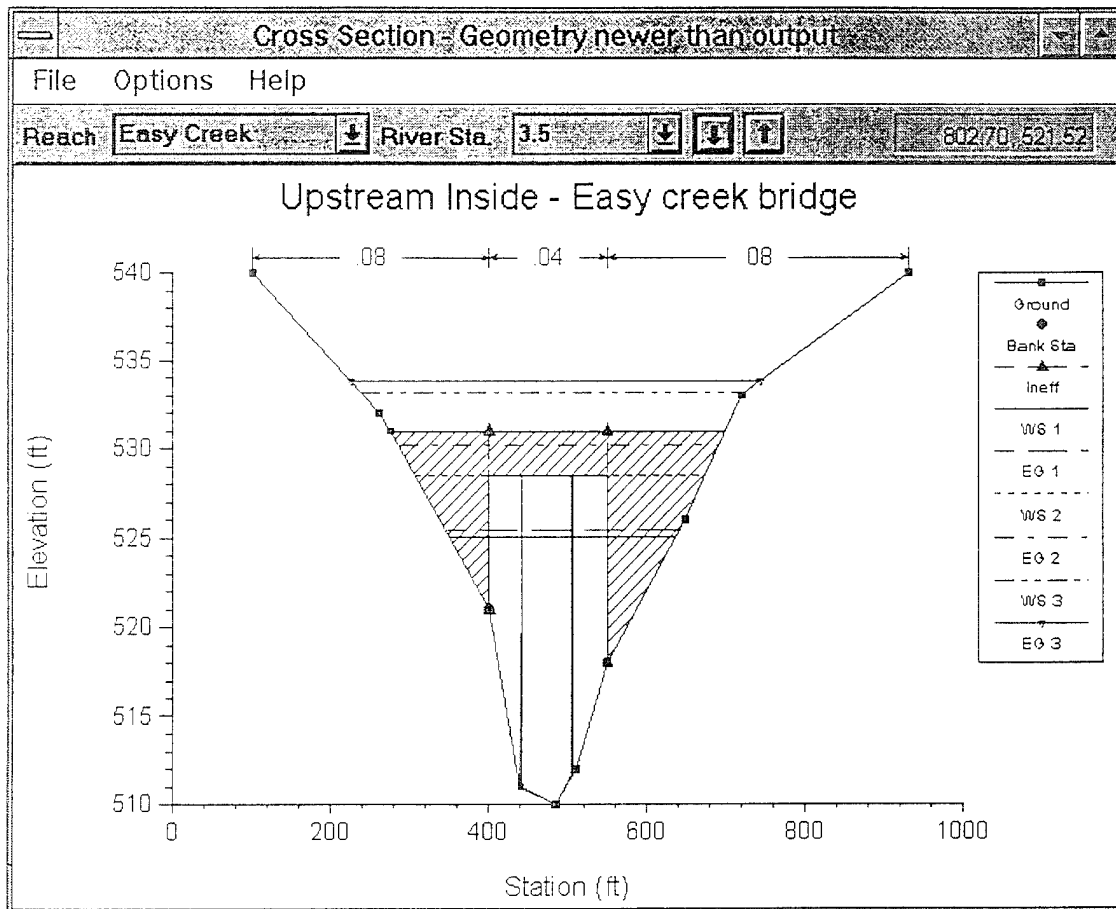 Cross Section - Geometry newer than output
File Options Help
Reach Easy Creek River Sta. 3.5 802.70, 521.52
Upstream Inside - Easy creek bridge
.08 .04 08
540
535
530
525
520
515
510
Elevation (ft)
0 200 400 600 800 1000
Station (ft)
Ground
Bank Sta
Ineff
WS 1
EG 1
WS 2
EG 2
WS 3
EG 3